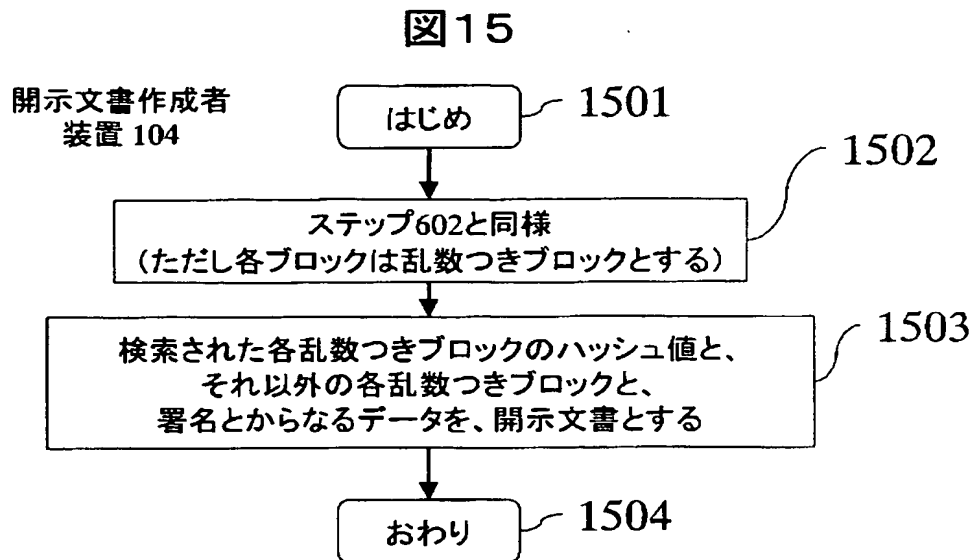 図15
開示文書作成者
装置 104
はじめ
1501
1502
ステップ602と同様
(ただし各ブロックは乱数つきブロックとする)
1503
検索された各乱数つきブロックのハッシュ値と、
それ以外の各乱数つきブロックと、
署名とからなるデータを、開示文書とする
おわり
1504